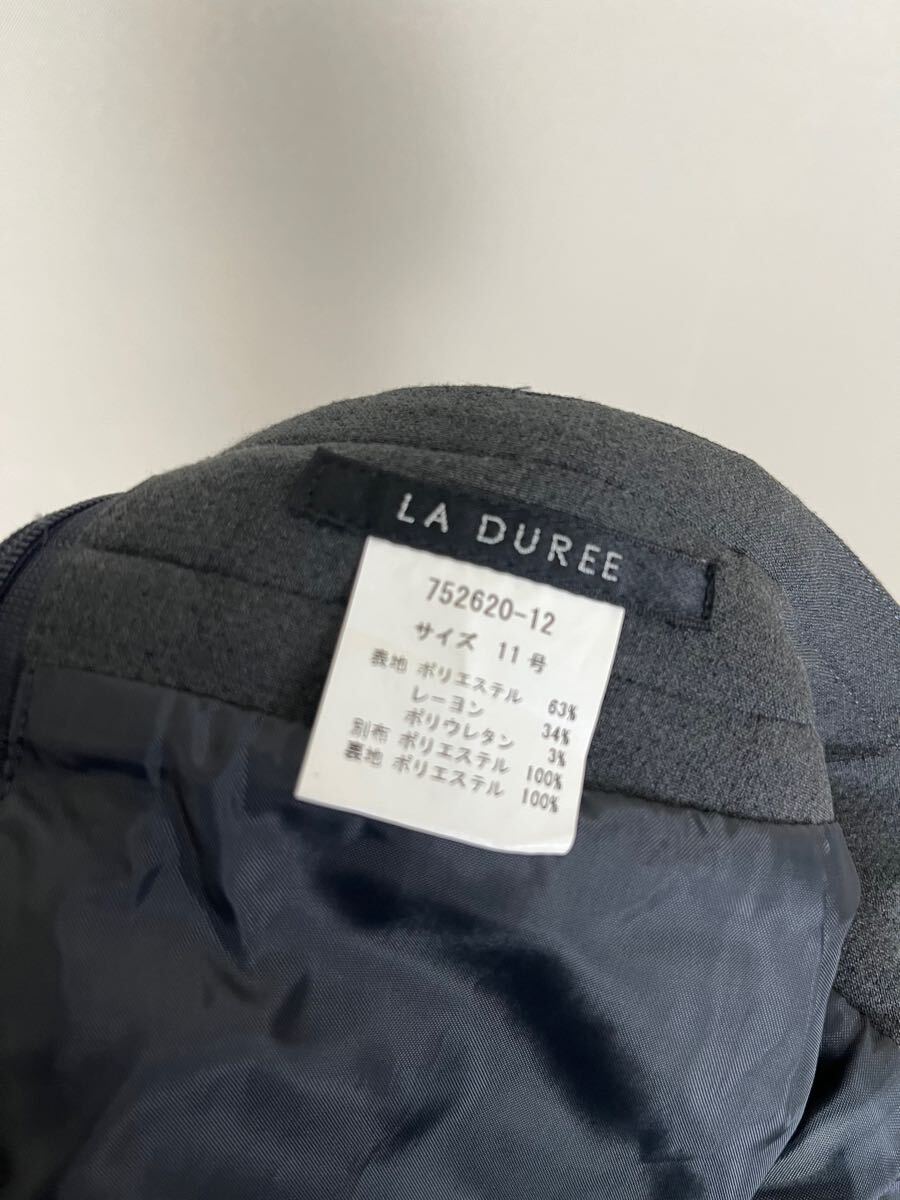 LA DUREE
752620-12
サイズ 11号
表地 ポリエステル 63%
レーヨン 34%
ポリウレタン 3%
別布 ポリエステル 100%
裏地 ポリエステル 100%